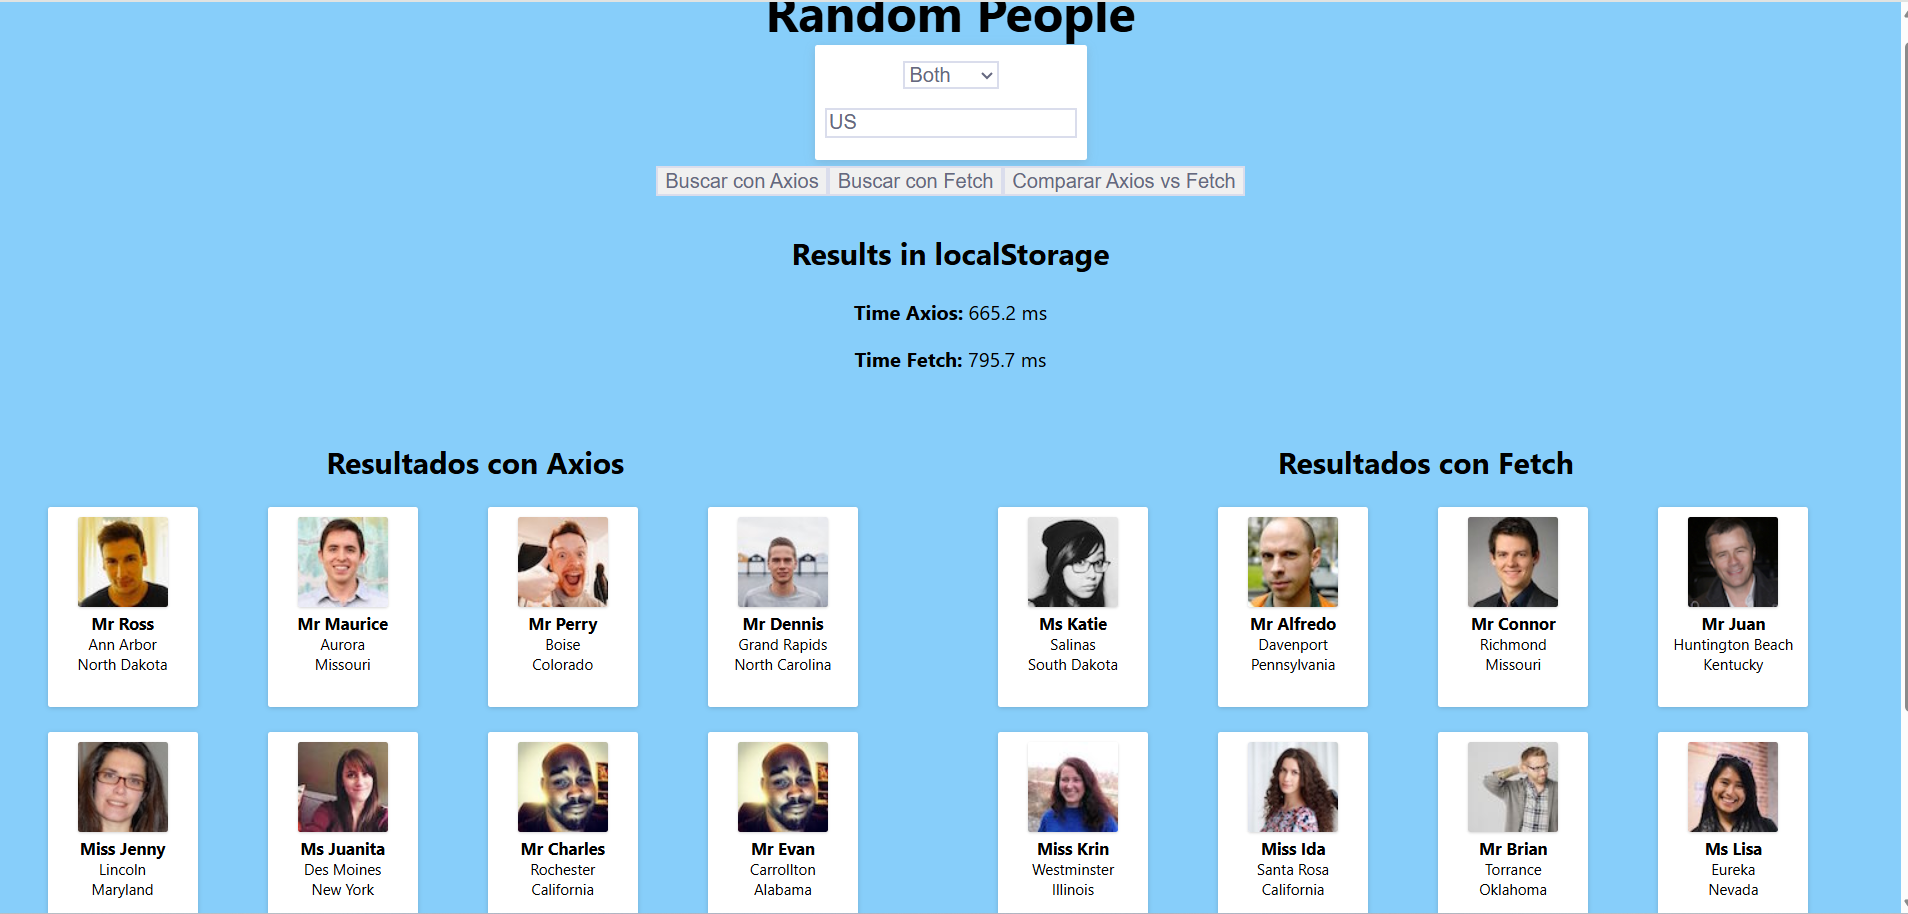 Random People
Both
US
Buscar con Axios Buscar con Fetch Comparar Axios vs Fetch
Results in localStorage
Time Axios: 665.2 ms
Time Fetch: 795.7 ms
Resultados con Axios
Mr Ross
Ann Arbor
North Dakota
Mr Maurice
Aurora
Missouri
Mr Perry
Boise
Colorado
Mr Dennis
Grand Rapids
North Carolina
Miss Jenny
Lincoln
Maryland
Ms Juanita
Des Moines
New York
Mr Charles
Rochester
California
Mr Evan
Carrollton
Alabama
Resultados con Fetch
Ms Katie
Salinas
South Dakota
Mr Alfredo
Davenport
Pennsylvania
Mr Connor
Richmond
Missouri
Mr Juan
Huntington Beach
Kentucky
Miss Krin
Westminster
Illinois
Miss Ida
Santa Rosa
California
Mr Brian
Torrance
Oklahoma
Ms Lisa
Eureka
Nevada